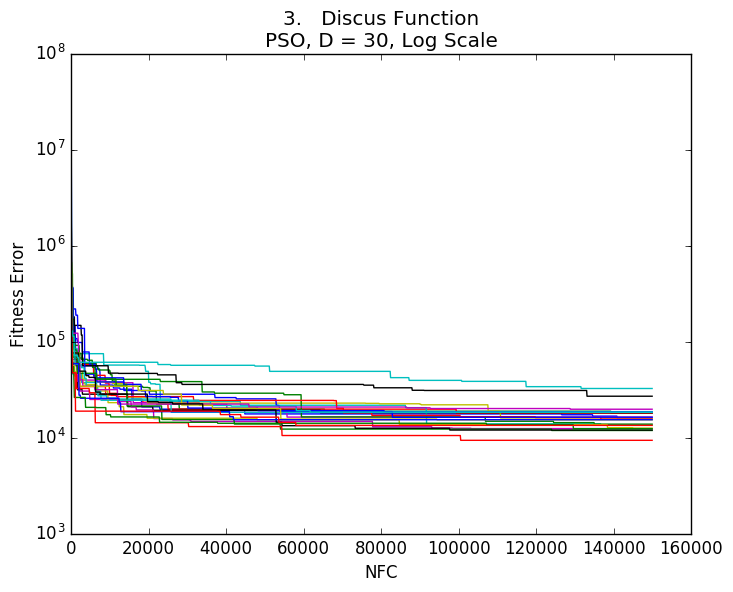 3.   Discus Function
PSO, D = 30, Log Scale
10^8
10^7
10^6
10^5
10^4
10^3
Fitness Error
0 20000 40000 60000 80000 100000 120000 140000 160000
NFC